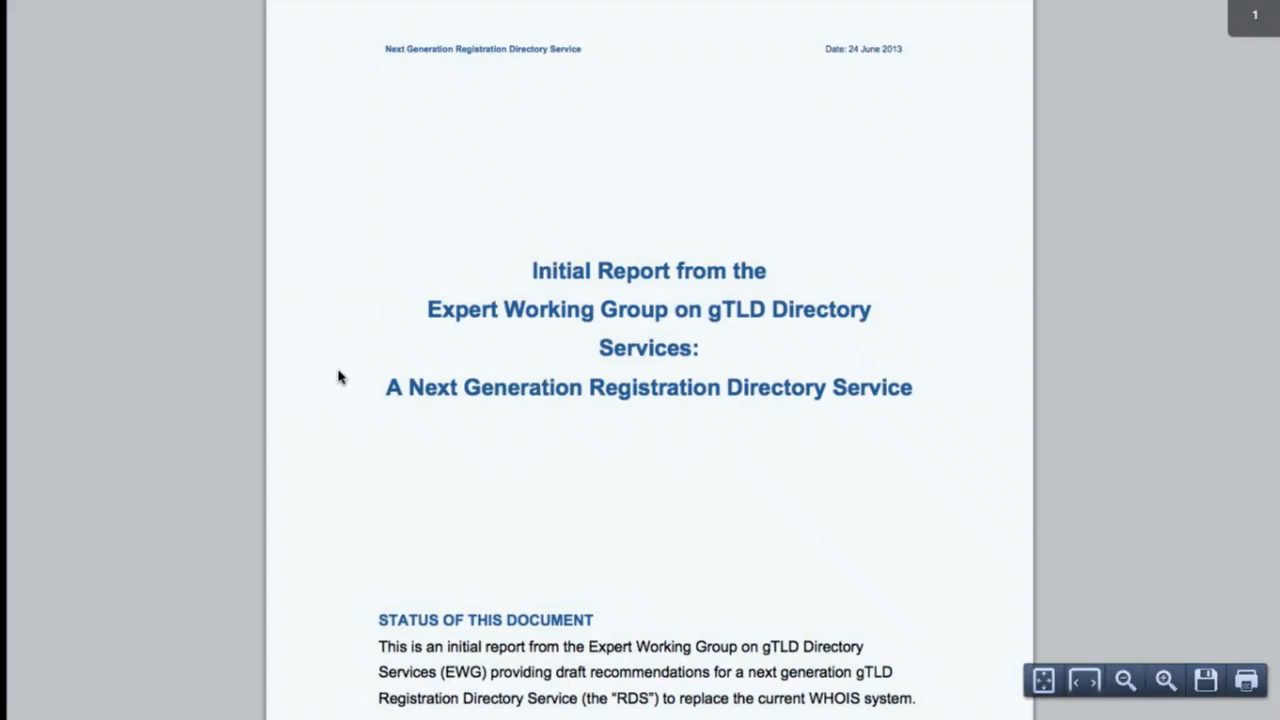 1
Next Generation Registration Directory Service Date: 24 June 2013
Initial Report from the
Expert Working Group on gTLD Directory
Services:
A Next Generation Registration Directory Service
STATUS OF THIS DOCUMENT
This is an initial report from the Expert Working Group on gTLD Directory
Services (EWG) providing draft recommendations for a next generation gTLD
Registration Directory Service (the “RDS”) to replace the current WHOIS system.